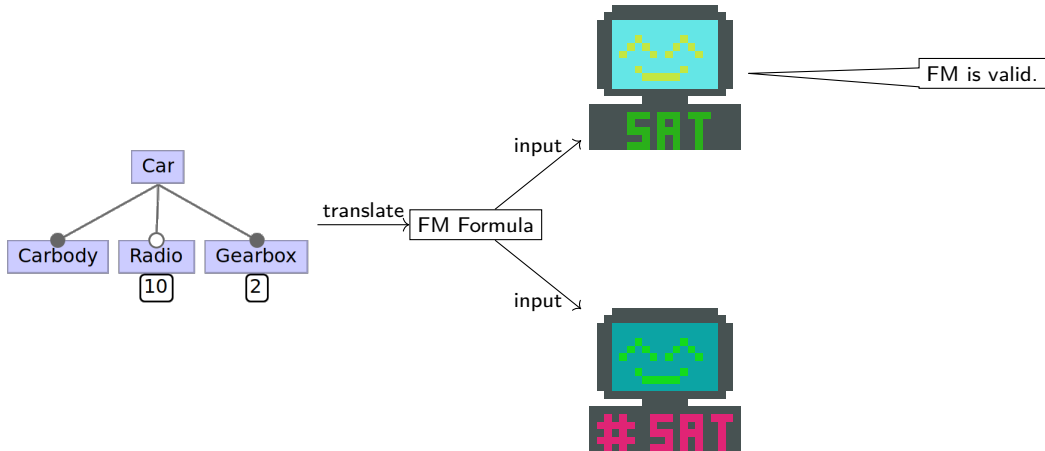 FM is valid.
SAT
input
Car
translate
FM Formula
Carbody
Radio
Gearbox
10
2
input
# SAT